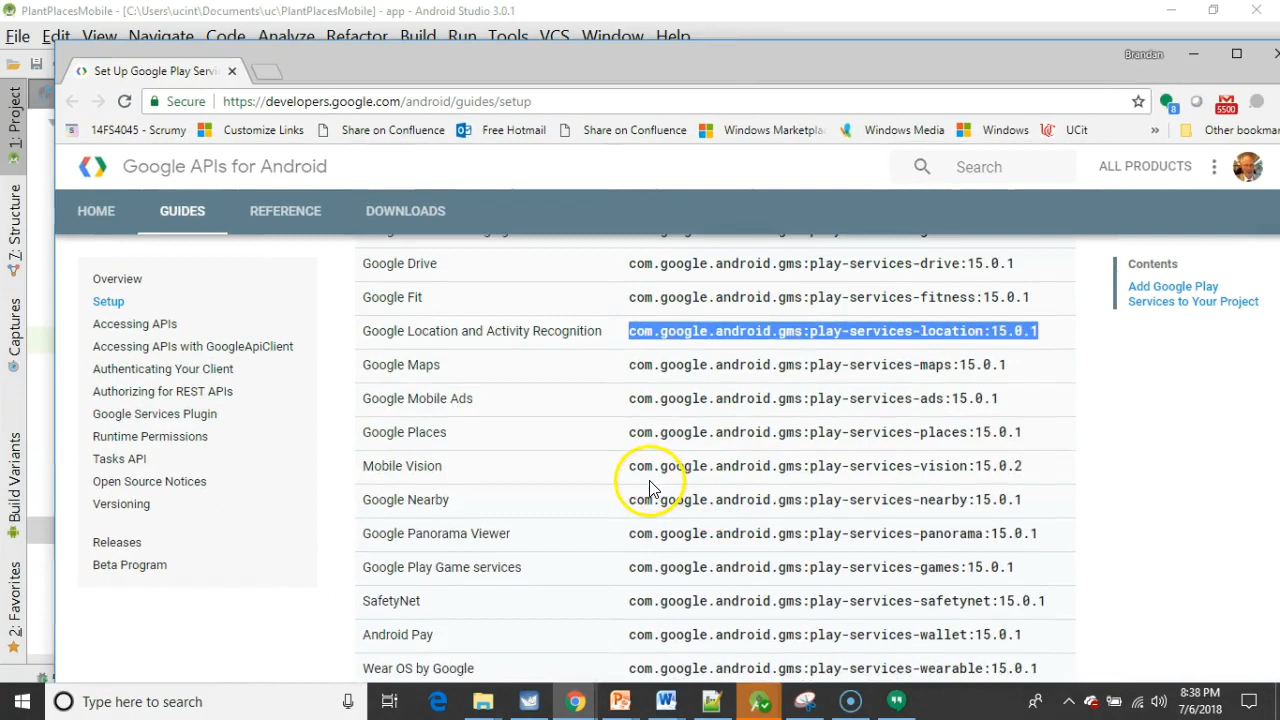 PlantPlacesMobile - [C:\Users\ucint\Documents\uc\PlantPlacesMobile] - app - Android Studio 3.0.1
File Edit View Navigate Code Analyze Refactor Build Run Tools VCS Window Help
Brandan
Set Up Google Play Servi
Secure https://developers.google.com/android/guides/setup
5500
8
14FS4045 - Scrumy Customize Links Share on Confluence Free Hotmail Share on Confluence Windows Marketpla Windows Media Windows UCit » Other bookmar
Google APIs for Android Search ALL PRODUCTS
HOME GUIDES REFERENCE DOWNLOADS
1: Project
7: Structure
Captures
Build Variants
2: Favorites
Overview
Setup
Accessing APIs
Accessing APIs with GoogleApiClient
Authenticating Your Client
Authorizing for REST APIs
Google Services Plugin
Runtime Permissions
Tasks API
Open Source Notices
Versioning
Releases
Beta Program
Google Drive com.google.android.gms:play-services-drive:15.0.1
Google Fit com.google.android.gms:play-services-fitness:15.0.1
Google Location and Activity Recognition com.google.android.gms:play-services-location:15.0.1
Google Maps com.google.android.gms:play-services-maps:15.0.1
Google Mobile Ads com.google.android.gms:play-services-ads:15.0.1
Google Places com.google.android.gms:play-services-places:15.0.1
Mobile Vision com.google.android.gms:play-services-vision:15.0.2
Google Nearby com.google.android.gms:play-services-nearby:15.0.1
Google Panorama Viewer com.google.android.gms:play-services-panorama:15.0.1
Google Play Game services com.google.android.gms:play-services-games:15.0.1
SafetyNet com.google.android.gms:play-services-safetynet:15.0.1
Android Pay com.google.android.gms:play-services-wallet:15.0.1
Wear OS by Google com.google.android.gms:play-services-wearable:15.0.1
Contents
Add Google Play
Services to Your Project
Type here to search
8:38 PM
7/6/2018